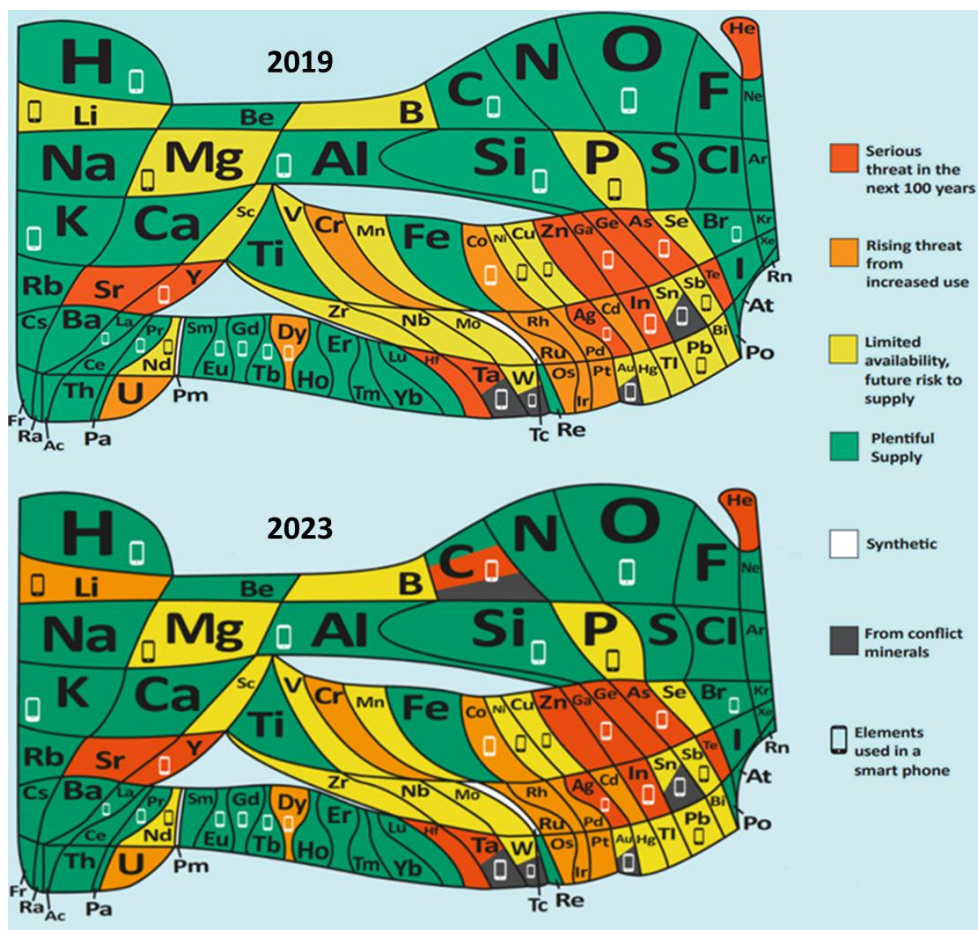 2019
H
He
Li
Be
B
C
N
O
F
Ne
Na
Mg
Al
Si
P
S
Cl
Ar
K
Ca
Sc
Ti
V
Cr
Mn
Fe
Co
Ni
Cu
Zn
Ga
Ge
As
Se
Br
Kr
Rb
Sr
Y
Zr
Nb
Mo
Tc
Ru
Rh
Pd
Ag
Cd
In
Sn
Sb
Te
I
Xe
Cs
Ba
La
Ce
Pr
Nd
Pm
Sm
Eu
Gd
Tb
Dy
Ho
Er
Tm
Yb
Lu
Hf
Ta
W
Re
Os
Ir
Pt
Au
Hg
Tl
Pb
Bi
Po
At
Rn
Fr
Ra
Ac
Th
Pa
U
Serious
threat in the
next 100 years
Rising threat
from
increased use
Limited
availability,
future risk to
supply
Plentiful
Supply
Synthetic
From conflict
minerals
Elements
used in a
smart phone
2023
H
He
Li
Be
B
C
N
O
F
Ne
Na
Mg
Al
Si
P
S
Cl
Ar
K
Ca
Sc
Ti
V
Cr
Mn
Fe
Co
Ni
Cu
Zn
Ga
Ge
As
Se
Br
Kr
Rb
Sr
Y
Zr
Nb
Mo
Tc
Ru
Rh
Pd
Ag
Cd
In
Sn
Sb
Te
I
Xe
Cs
Ba
La
Ce
Pr
Nd
Pm
Sm
Eu
Gd
Tb
Dy
Ho
Er
Tm
Yb
Lu
Hf
Ta
W
Re
Os
Ir
Pt
Au
Hg
Tl
Pb
Bi
Po
At
Rn
Fr
Ra
Ac
Th
Pa
U